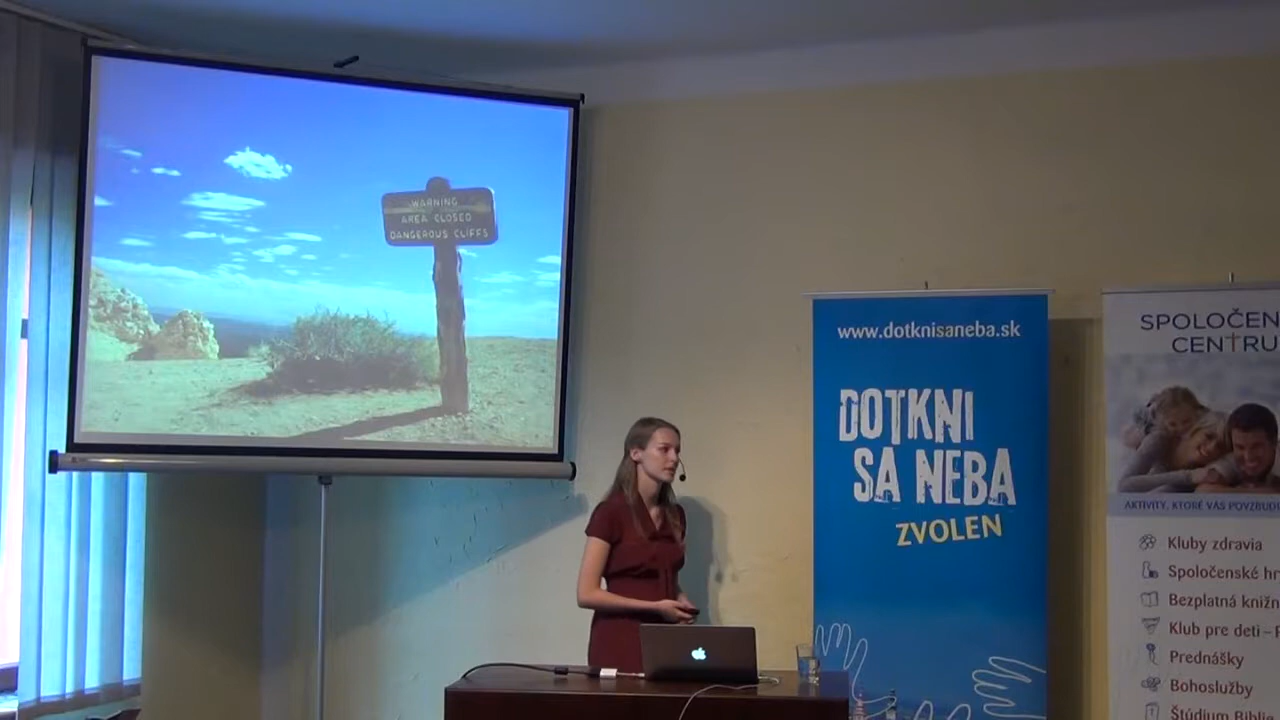 WARNING
AREA CLOSED
DANGEROUS CLIFFS
www.dotknisaneba.sk
DOTKNI
SA NEBA
ZVOLEN
SPOLOČEN
CENTRU
AKTIVITY, KTORÉ VÁS POVZBUD
Kluby zdravia
Spoločenské hr
Bezplatná knižn
Klub pre deti – P
Prednášky
Bohoslužby
Štúdium Biblie